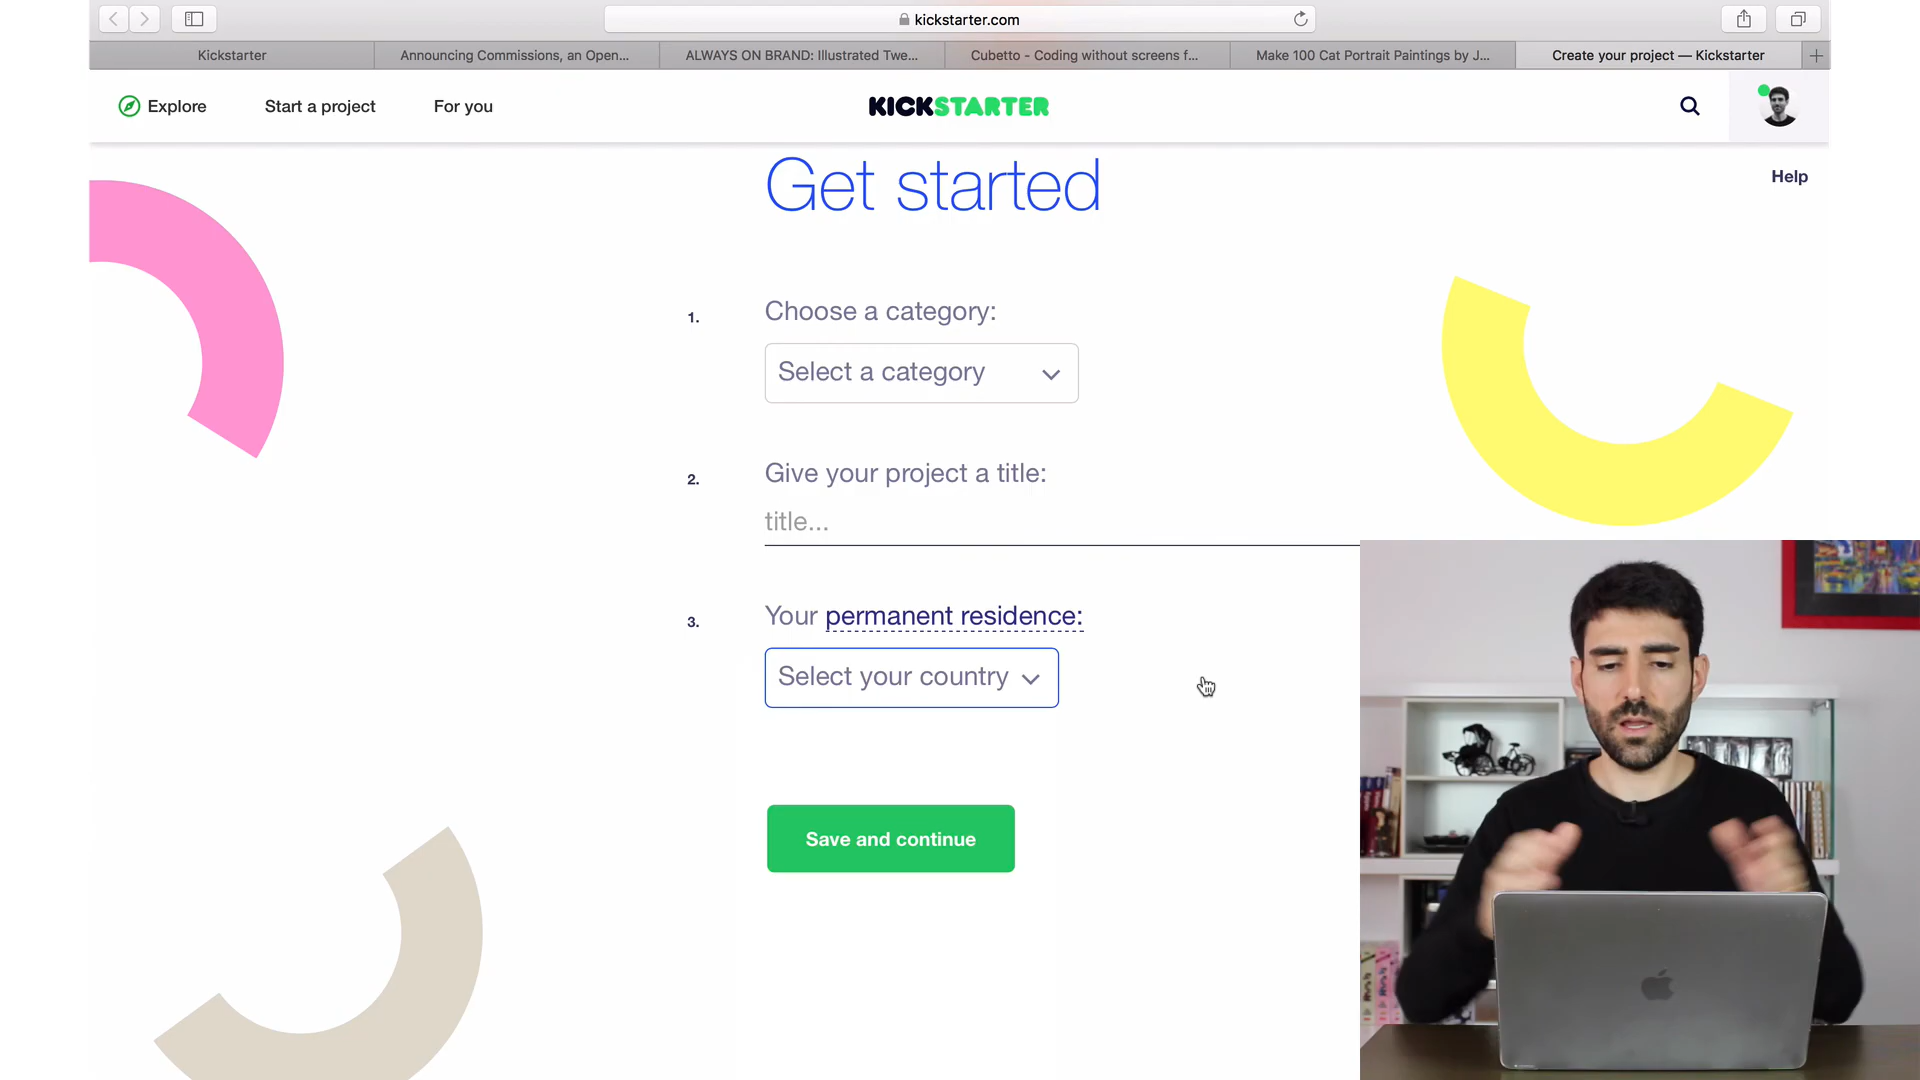 kickstarter.com
Kickstarter
Announcing Commissions, an Open...
ALWAYS ON BRAND: Illustrated Twe...
Cubetto - Coding without screens f...
Make 100 Cat Portrait Paintings by J...
Create your project — Kickstarter
Explore
Start a project
For you
KICKSTARTER
Help
Get started
1.
Choose a category:
Select a category
2.
Give your project a title:
title...
3.
Your permanent residence:
Select your country
Save and continue